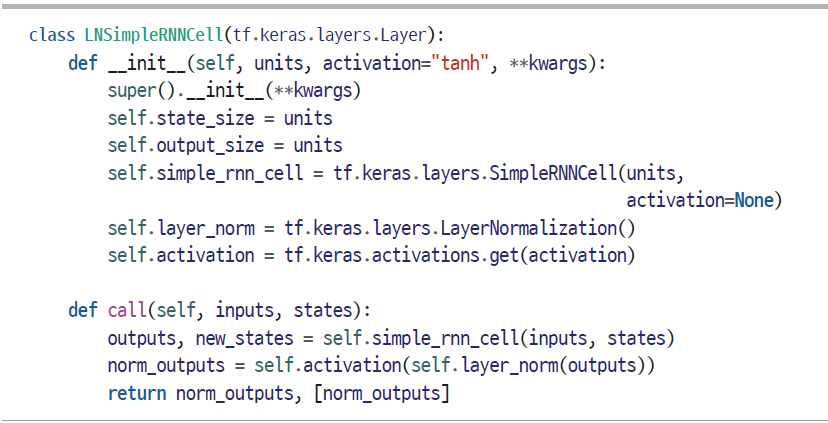 class LNSimpleRNNCell(tf.keras.layers.Layer):
    def __init__(self, units, activation="tanh", **kwargs):
        super().__init__(**kwargs)
        self.state_size = units
        self.output_size = units
        self.simple_rnn_cell = tf.keras.layers.SimpleRNNCell(units,
                                                             activation=None)
        self.layer_norm = tf.keras.layers.LayerNormalization()
        self.activation = tf.keras.activations.get(activation)

    def call(self, inputs, states):
        outputs, new_states = self.simple_rnn_cell(inputs, states)
        norm_outputs = self.activation(self.layer_norm(outputs))
        return norm_outputs, [norm_outputs]